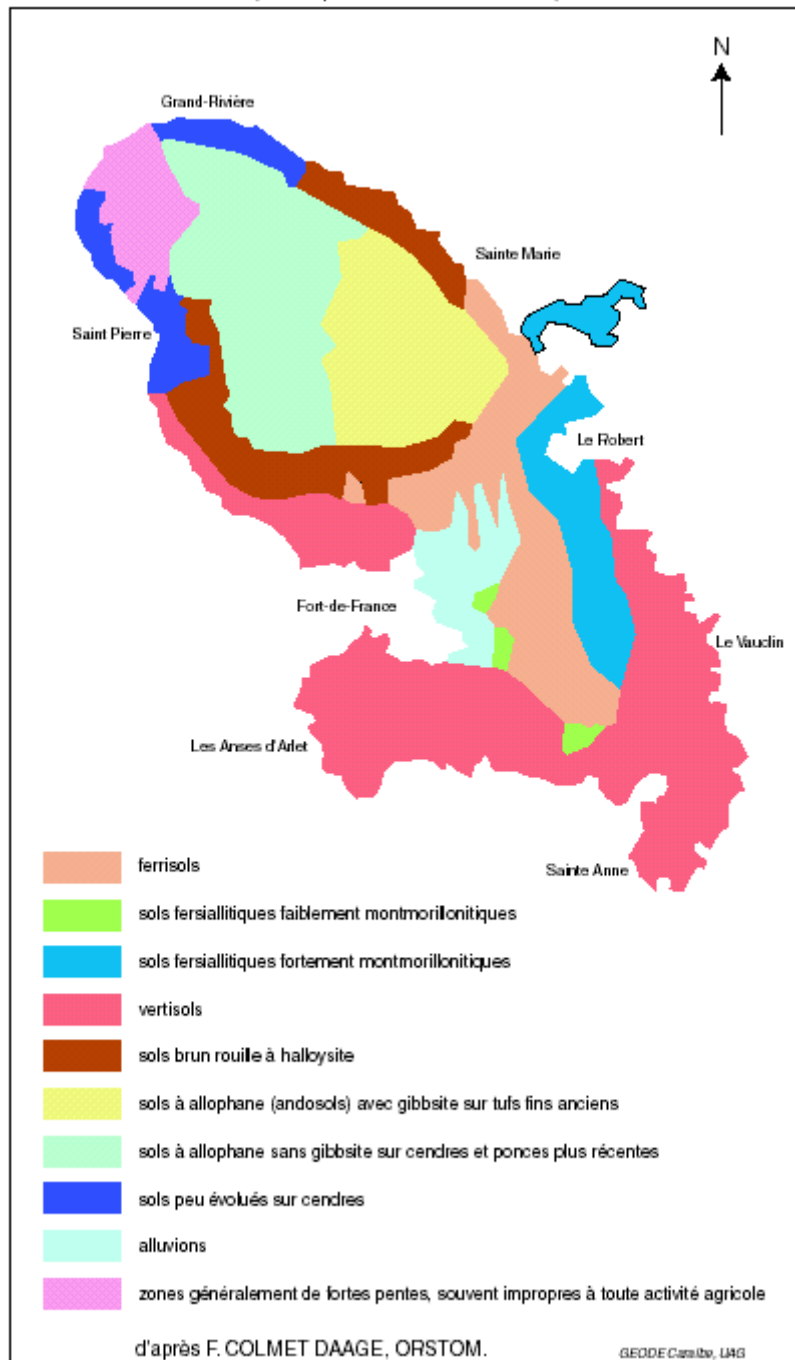 N
Grand-Rivière
Sainte Marie
Saint Pierre
Le Robert
Fort-de-France
Le Vauclin
Les Anses d'Arlet
Sainte Anne
ferrisols
sols fersiallitiques faiblement montmorillonitiques
sols fersiallitiques fortement montmorillonitiques
vertisols
sols brun rouille à halloysite
sols à allophane (andosols) avec gibbsite sur tufs fins anciens
sols à allophane sans gibbsite sur cendres et ponces plus récentes
sols peu évolués sur cendres
alluvions
zones généralement de fortes pentes, souvent impropres à toute activité agricole
d'après F. COLMET DAAGE, ORSTOM.
GEODE Caraïbe, UAG